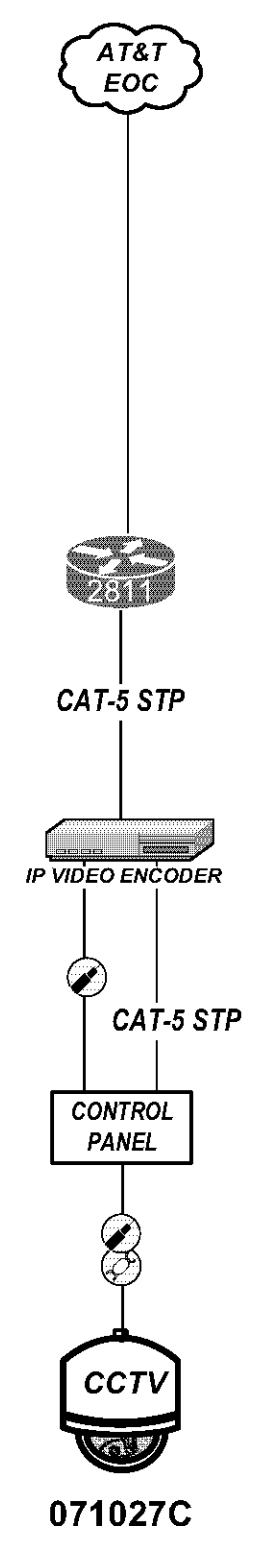 AT&T
EOC
2811
CAT-5 STP
IP VIDEO ENCODER
CAT-5 STP
CONTROL
PANEL
CCTV
071027C